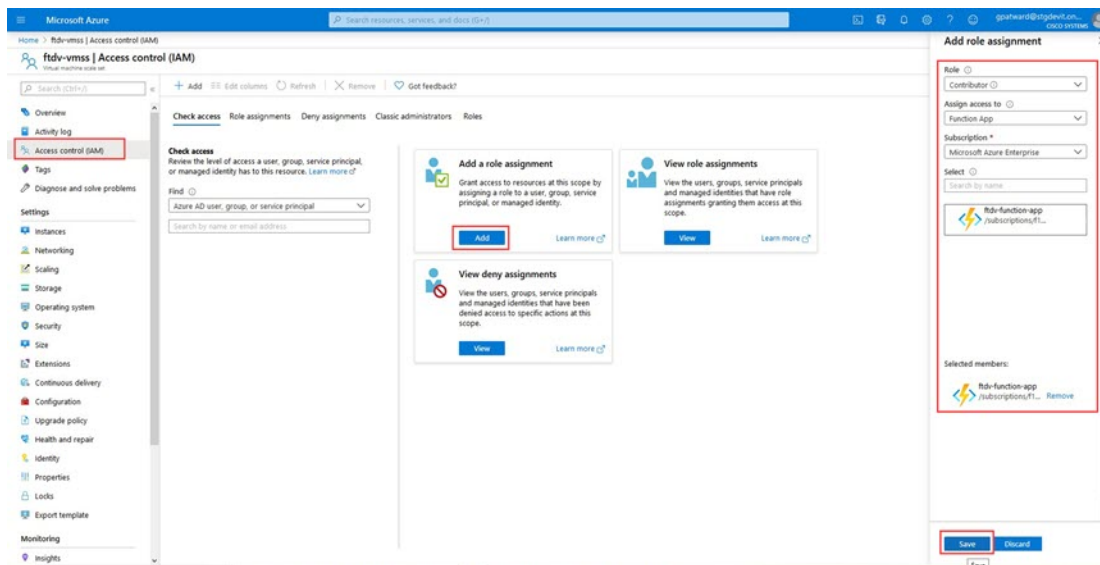 Microsoft Azure
Search resources, services, and docs (G+/)
gpatward@stgdevit.on...
CISCO SYSTEMS
Home > ftdv-vmss | Access control (IAM)
ftdv-vmss | Access control (IAM)
Virtual machine scale set
Search (Ctrl+/)
Overview
Activity log
Access control (IAM)
Tags
Diagnose and solve problems
Settings
Instances
Networking
Scaling
Storage
Operating system
Security
Size
Extensions
Continuous delivery
Configuration
Upgrade policy
Health and repair
Identity
Properties
Locks
Export template
Monitoring
Insights
Add Edit columns Refresh Remove Got feedback?
Check access Role assignments Deny assignments Classic administrators Roles
Check access
Review the level of access a user, group, service principal,
or managed identity has to this resource. Learn more
Find
Azure AD user, group, or service principal
Search by name or email address
Add a role assignment
Grant access to resources at this scope by
assigning a role to a user, group, service
principal, or managed identity.
Add Learn more
View role assignments
View the users, groups, service principals
and managed identities that have role
assignments granting them access at this
scope.
View Learn more
View deny assignments
View the users, groups, service principals
and managed identities that have been
denied access to specific actions at this
scope.
View Learn more
Add role assignment
Role
Contributor
Assign access to
Function App
Subscription *
Microsoft Azure Enterprise
Select
Search by name
ftdv-function-app
/subscriptions/f1...
Selected members:
ftdv-function-app
/subscriptions/f1... Remove
Save Discard
Save